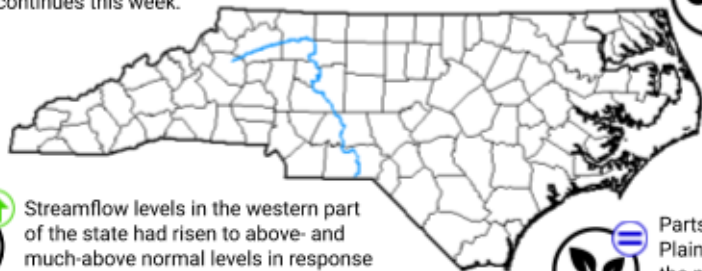 continues this week.
Streamflow levels in the western part
of the state had risen to above- and
much-above normal levels in response
Parts
Plain